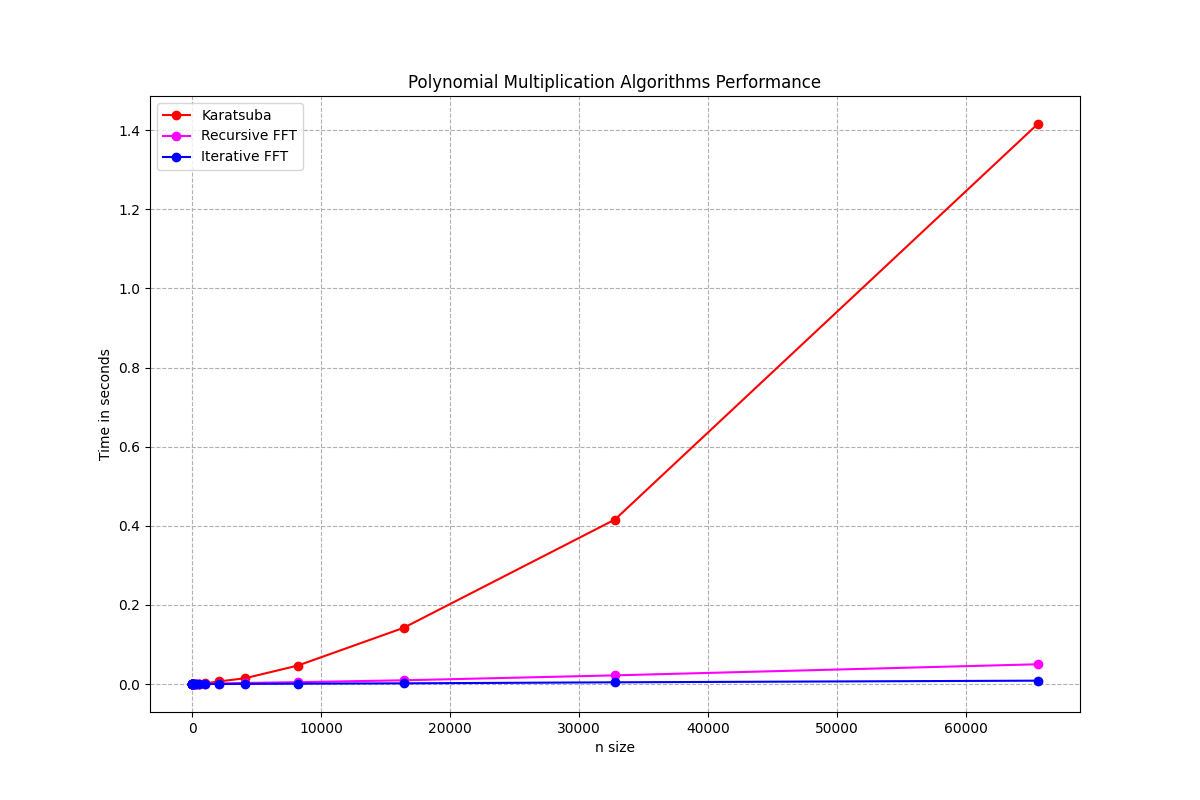 Polynomial Multiplication Algorithms Performance
Karatsuba
Recursive FFT
Iterative FFT
1.4
1.2
1.0
0.8
0.6
0.4
0.2
0.0
Time in seconds
0 10000 20000 30000 40000 50000 60000
n size